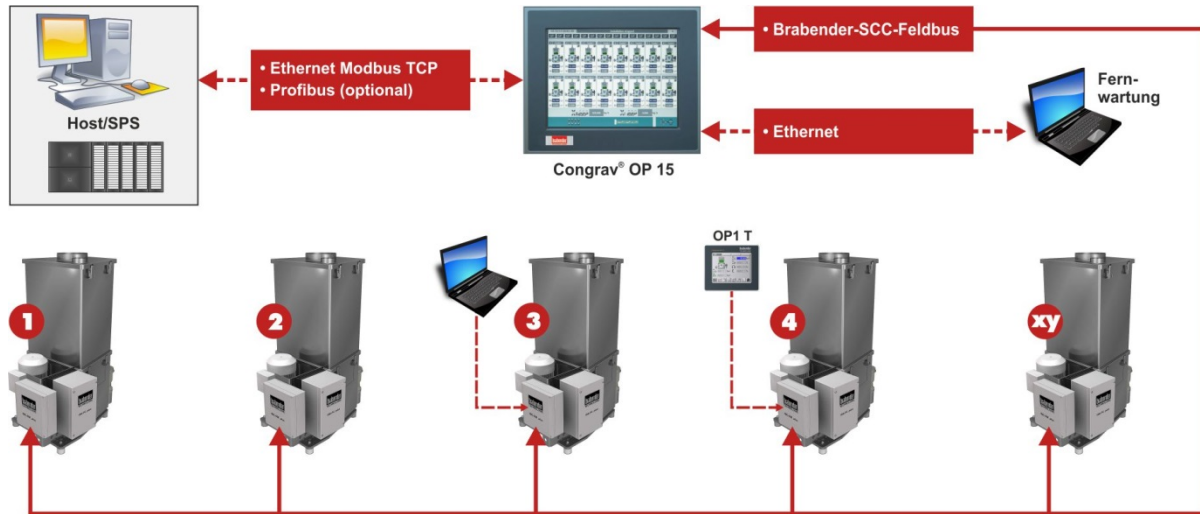 • Ethernet Modbus TCP
• Profibus (optional)
Host/SPS
• Brabender-SCC-Feldbus
• Ethernet
Fern-
wartung
Congrav® OP 15
OP1 T
1
2
3
4
xy